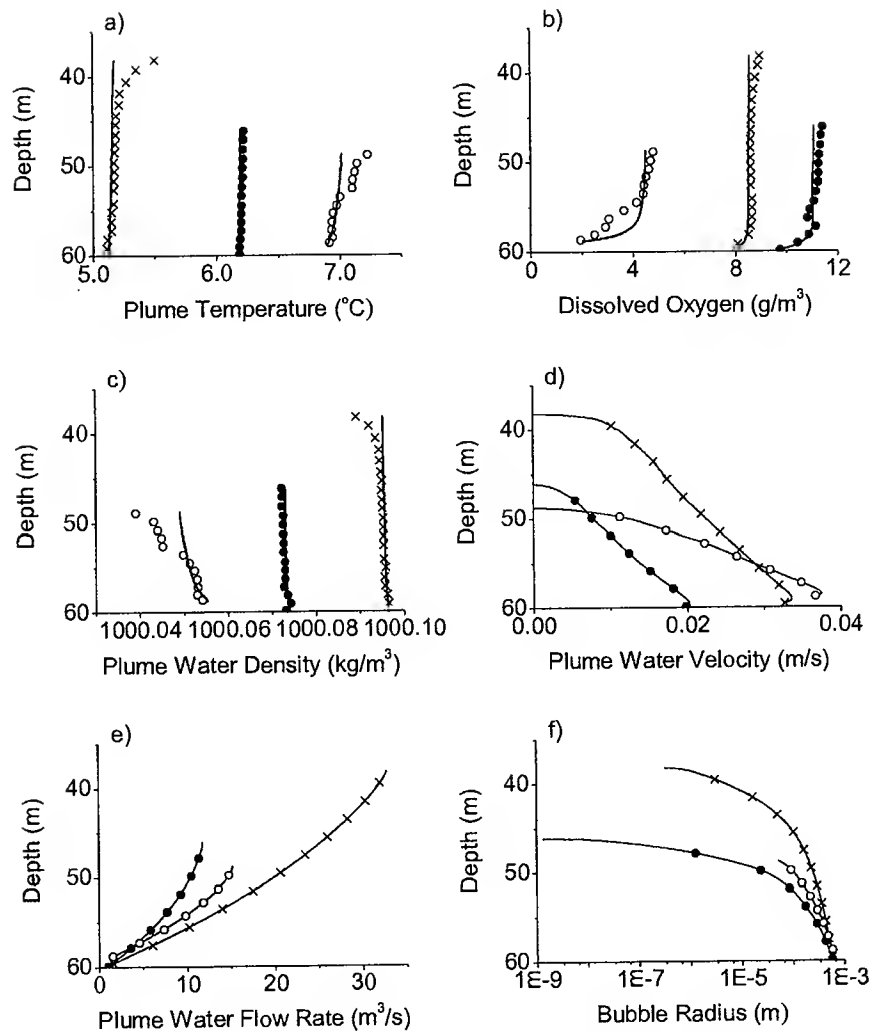 a)
40
50
60
5.0
6.0
7.0
Depth (m)
Plume Temperature (°C)
b)
40
50
60
0
4
8
12
Depth (m)
Dissolved Oxygen (g/m³)
c)
40
50
60
1000.04
1000.06
1000.08
1000.10
Depth (m)
Plume Water Density (kg/m³)
d)
40
50
60
0.00
0.02
0.04
Depth (m)
Plume Water Velocity (m/s)
e)
40
50
60
0
10
20
30
Depth (m)
Plume Water Flow Rate (m³/s)
f)
40
50
60
1E-9
1E-7
1E-5
1E-3
Depth (m)
Bubble Radius (m)